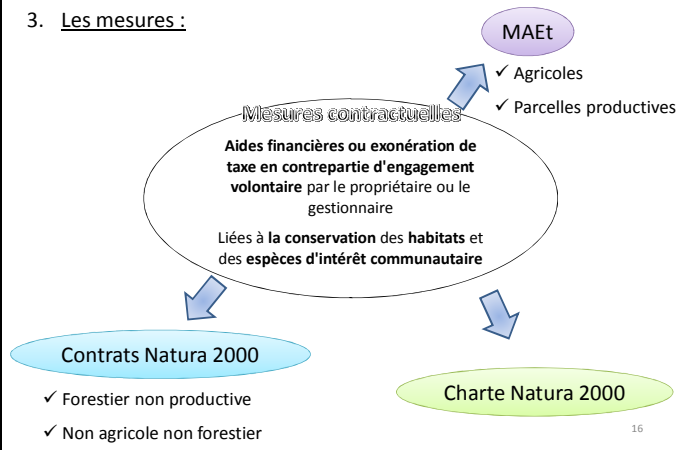 3. Les mesures :
MAEt
✓ Agricoles
✓ Parcelles productives
Mesures contractuelles
Aides financières ou exonération de
taxe en contrepartie d'engagement
volontaire par le propriétaire ou le
gestionnaire
Liées à la conservation des habitats et
des espèces d'intérêt communautaire
Contrats Natura 2000
✓ Forestier non productive
✓ Non agricole non forestier
Charte Natura 2000
16